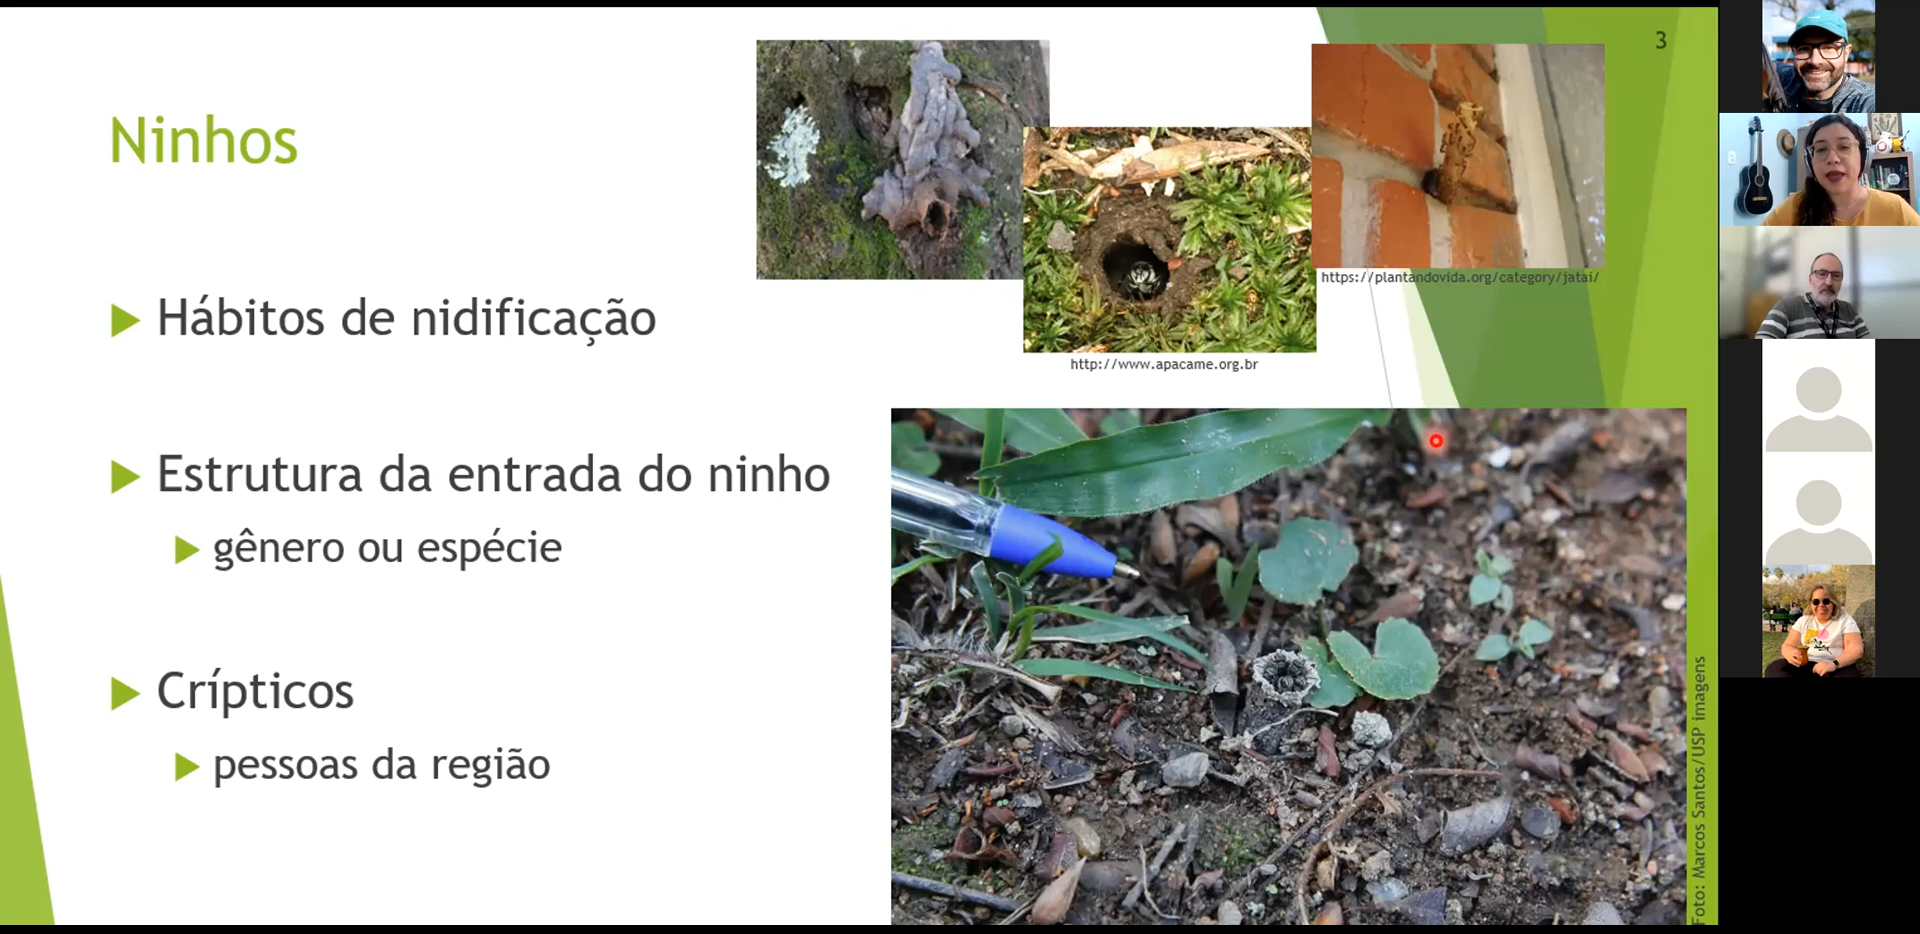 3
Ninhos
Hábitos de nidificação
Estrutura da entrada do ninho
gênero ou espécie
Crípticos
pessoas da região
https://plantandovida.org/category/jatai/
http://www.apacame.org.br
Foto: Marcos Santos/USP imagens